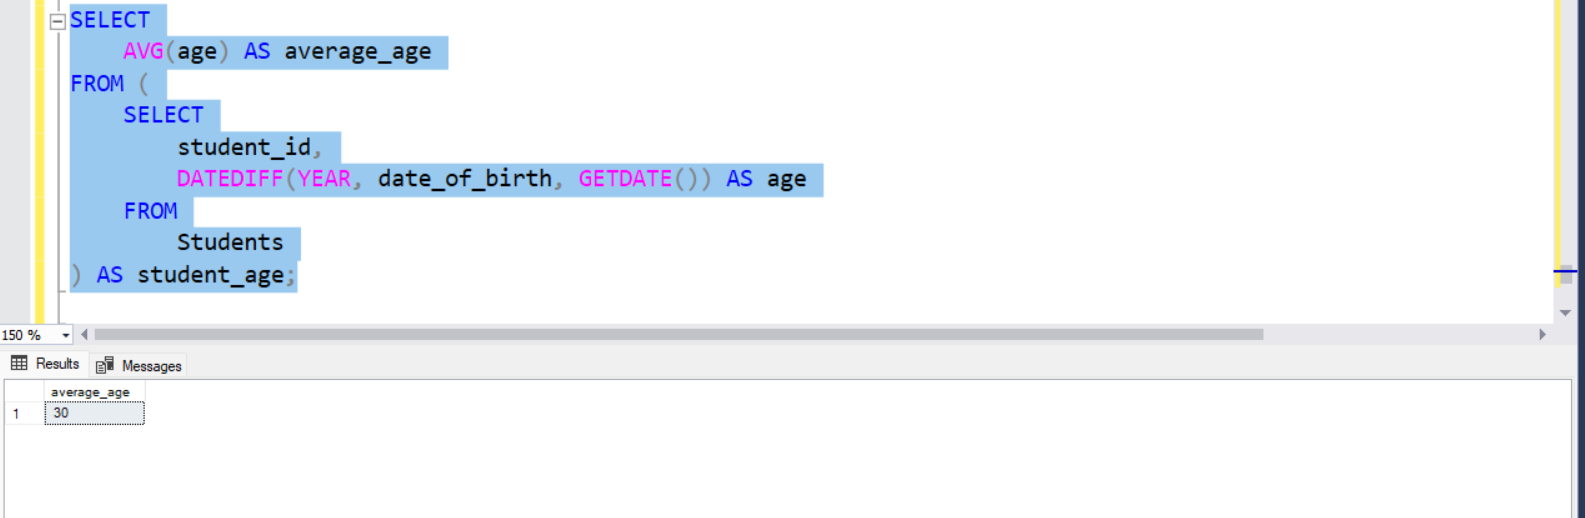 SELECT
AVG(age) AS average_age
FROM (
SELECT
student_id,
DATEDIFF(YEAR, date_of_birth, GETDATE()) AS age
FROM
Students
) AS student_age;
150 %
Results Messages
average_age
1 30